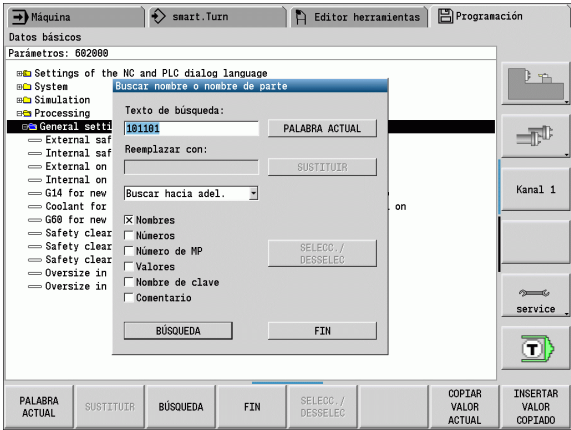 Máquina
smart.Turn
Editor herramientas
Programación
Datos básicos
Parámetros: 602000
Settings of the NC and PLC dialog language
System
Simulation
Processing
General setti
External saf
Internal saf
External on
Internal on
G14 for new
Coolant for
on
G60 for new
Safety clear
Safety clear
Safety clear
Oversize in
Oversize in
Buscar nombre o nombre de parte
Texto de búsqueda:
101101
PALABRA ACTUAL
Reemplazar con:
SUSTITUIR
Buscar hacia adel.
Nombres
Números
Número de MP
Valores
Nombre de clave
Comentario
SELECC./
DESSELEC
BÚSQUEDA
FIN
Kanal 1
service
T
PALABRA
ACTUAL
SUSTITUIR
BÚSQUEDA
FIN
SELECC./
DESSELEC
COPIAR
VALOR
ACTUAL
INSERTAR
VALOR
COPIADO